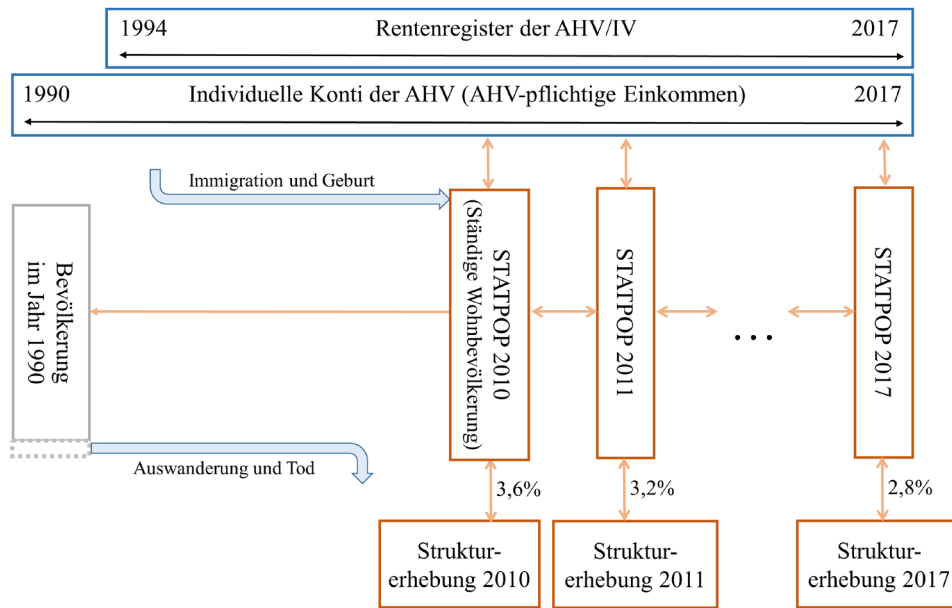 1994 Rentenregister der AHV/IV 2017
1990 Individuelle Konti der AHV (AHV-pflichtige Einkommen) 2017
Immigration und Geburt
Bevölkerung
im Jahr 1990
STATPOP 2010
(Ständige Wohnbevölkerung)
STATPOP 2011
...
STATPOP 2017
Auswanderung und Tod
3,6%
3,2%
2,8%
Struktur-
erhebung 2010
Struktur-
erhebung 2011
Struktur-
erhebung 2017